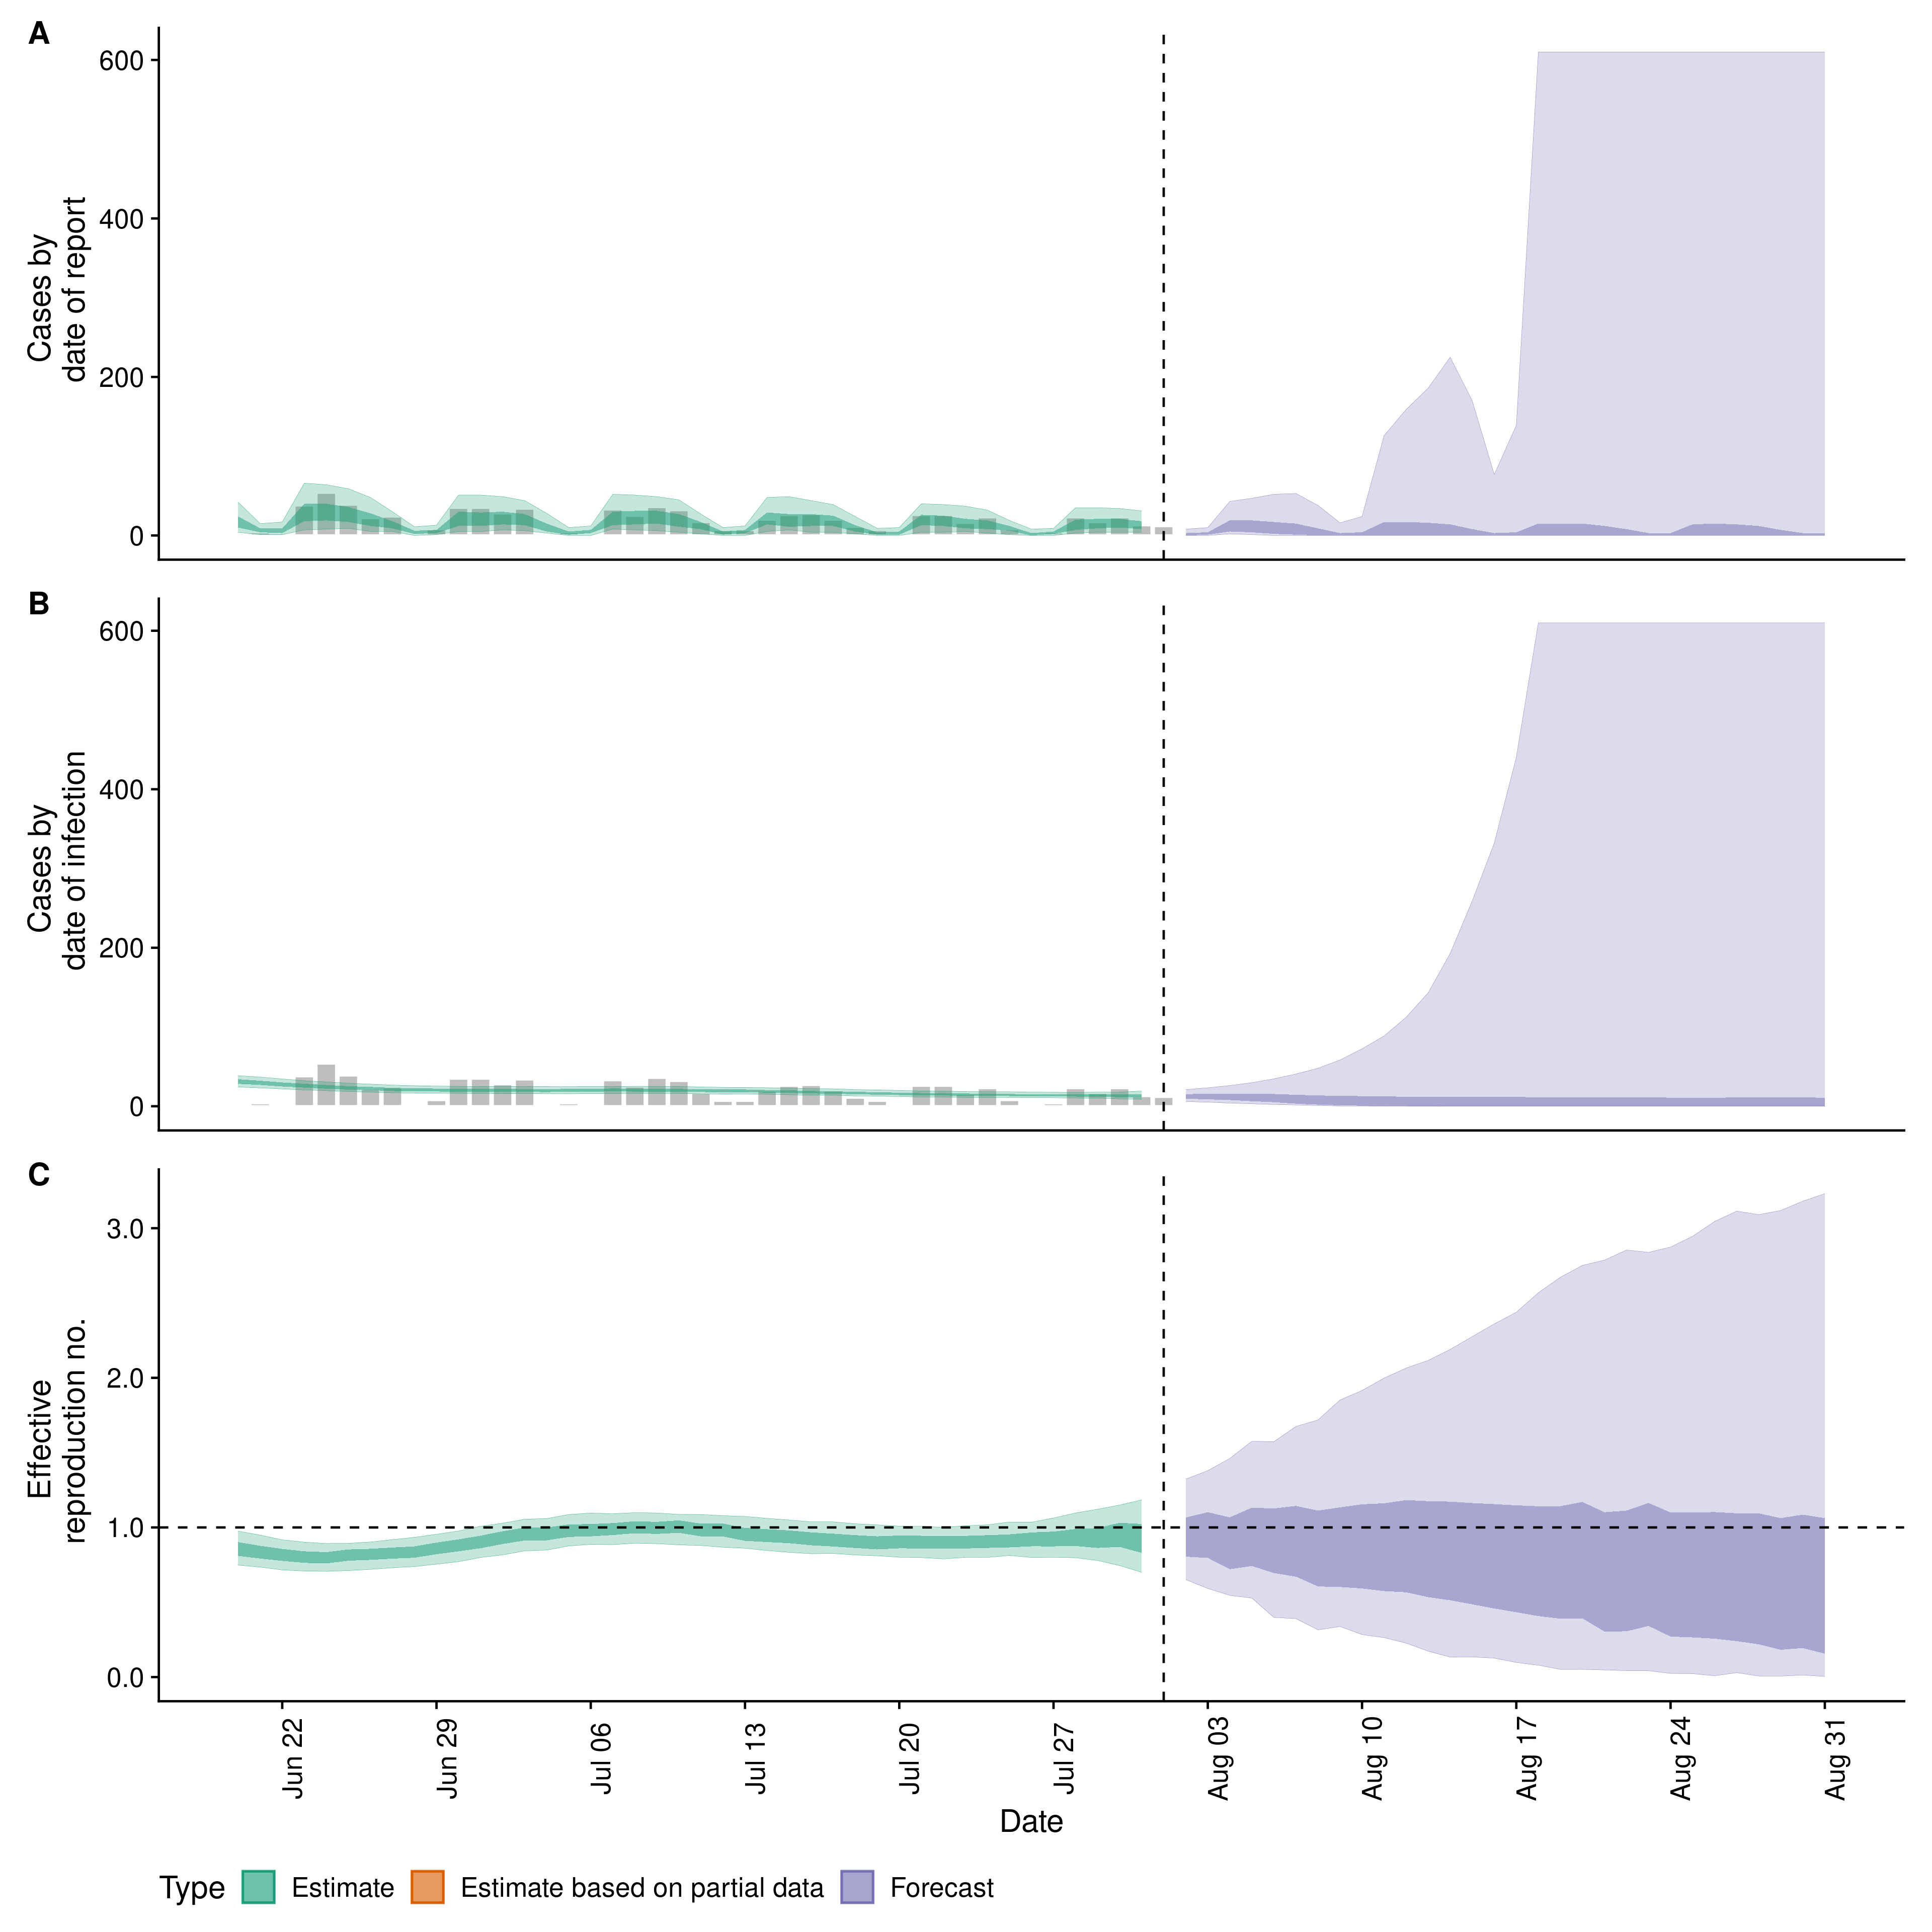 A
600
400
200
0
Cases by
date of report
B
600
400
200
0
Cases by
date of infection
C
3.0
2.0
1.0
0.0
Effective
reproduction no.
Jun 22
Jun 29
Jul 06
Jul 13
Jul 20
Jul 27
Aug 03
Aug 10
Aug 17
Aug 24
Aug 31
Date
Type Estimate Estimate based on partial data Forecast